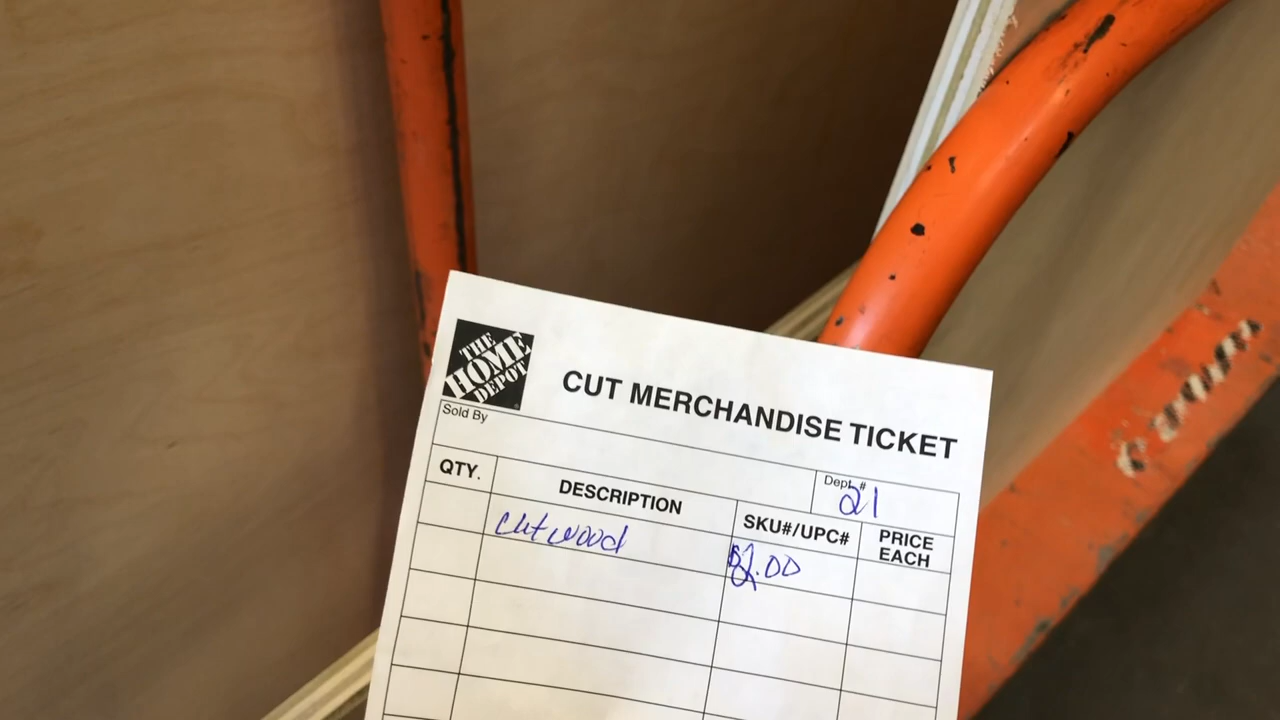 THE
HOME
DEPOT
CUT MERCHANDISE TICKET
Sold By
Dept.# 21
QTY. DESCRIPTION SKU#/UPC# PRICE EACH
cut wood $2.00